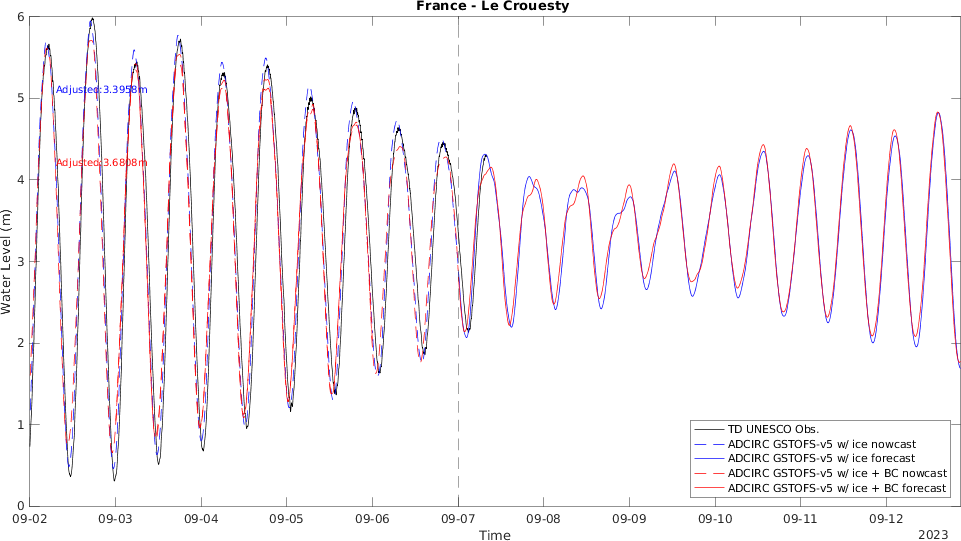 France - Le Crouesty
6
5
4
3
2
1
0
Water Level (m)
Adjusted:3.3958m
Adjusted:3.6808m
TD UNESCO Obs.
ADCIRC GSTOFS-v5 w/ ice nowcast
ADCIRC GSTOFS-v5 w/ ice forecast
ADCIRC GSTOFS-v5 w/ ice + BC nowcast
ADCIRC GSTOFS-v5 w/ ice + BC forecast
09-02 09-03 09-04 09-05 09-06 09-07 09-08 09-09 09-10 09-11 09-12
Time
2023